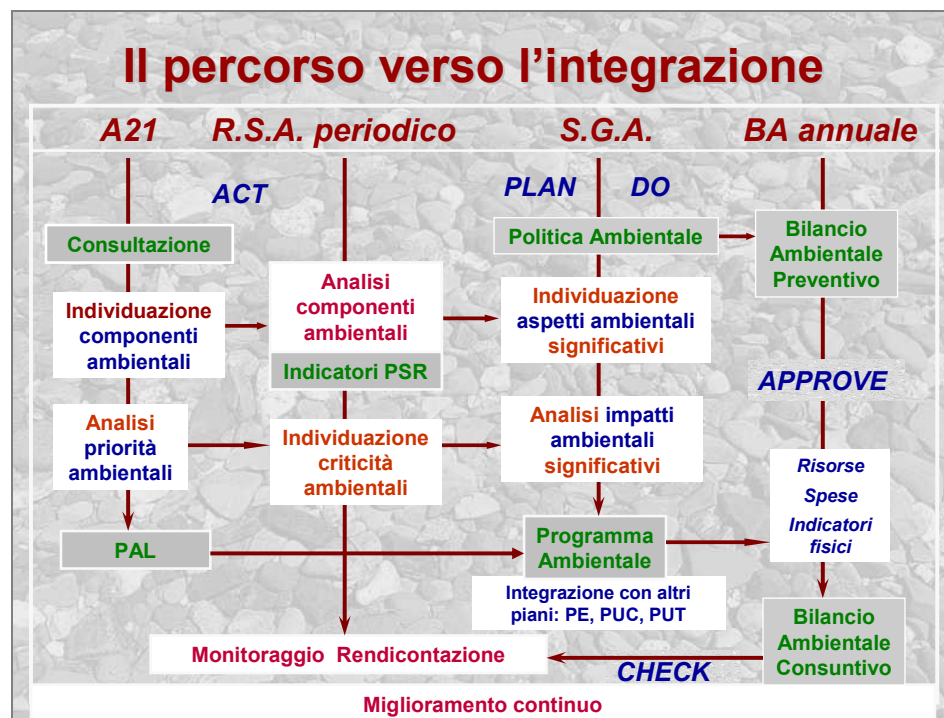 Il percorso verso l'integrazione
A21
R.S.A. periodico
S.G.A.
BA annuale
ACT
PLAN
DO
Consultazione
Politica Ambientale
Bilancio
Ambientale
Preventivo
Individuazione
componenti
ambientali
Analisi
componenti
ambientali
Indicatori PSR
Individuazione
aspetti ambientali
significativi
APPROVE
Analisi
priorità
ambientali
Individuazione
criticità
ambientali
Analisi impatti
ambientali
significativi
Risorse
Spese
Indicatori
fisici
PAL
Programma
Ambientale
Integrazione con altri
piani: PE, PUC, PUT
Bilancio
Ambientale
Consuntivo
Monitoraggio Rendicontazione
CHECK
Miglioramento continuo